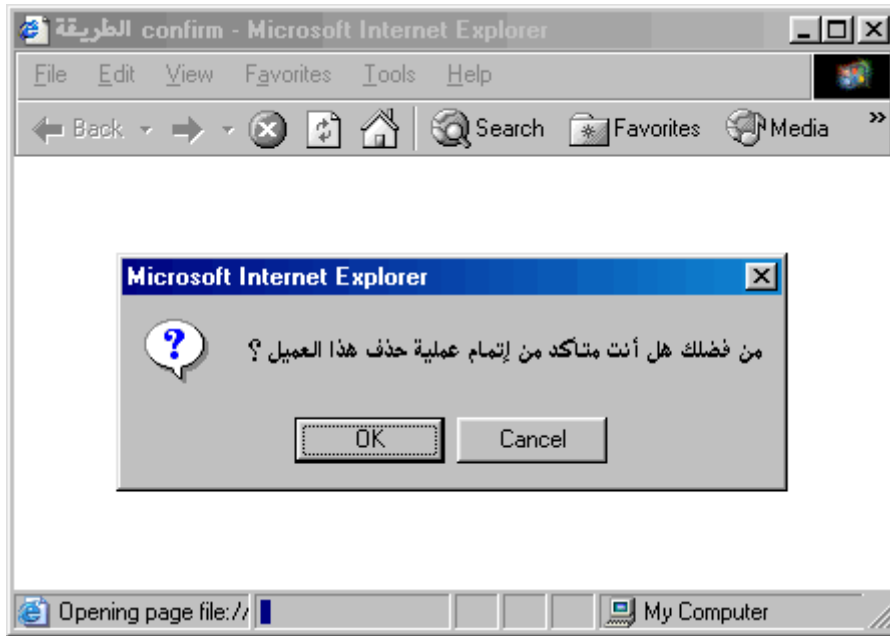 الطريقة confirm - Microsoft Internet Explorer
File Edit View Favorites Tools Help
Back Search Favorites Media »
Microsoft Internet Explorer
من فضلك هل أنت متأكد من إتمام عملية حذف هذا العميل ؟
OK Cancel
Opening page file:// My Computer